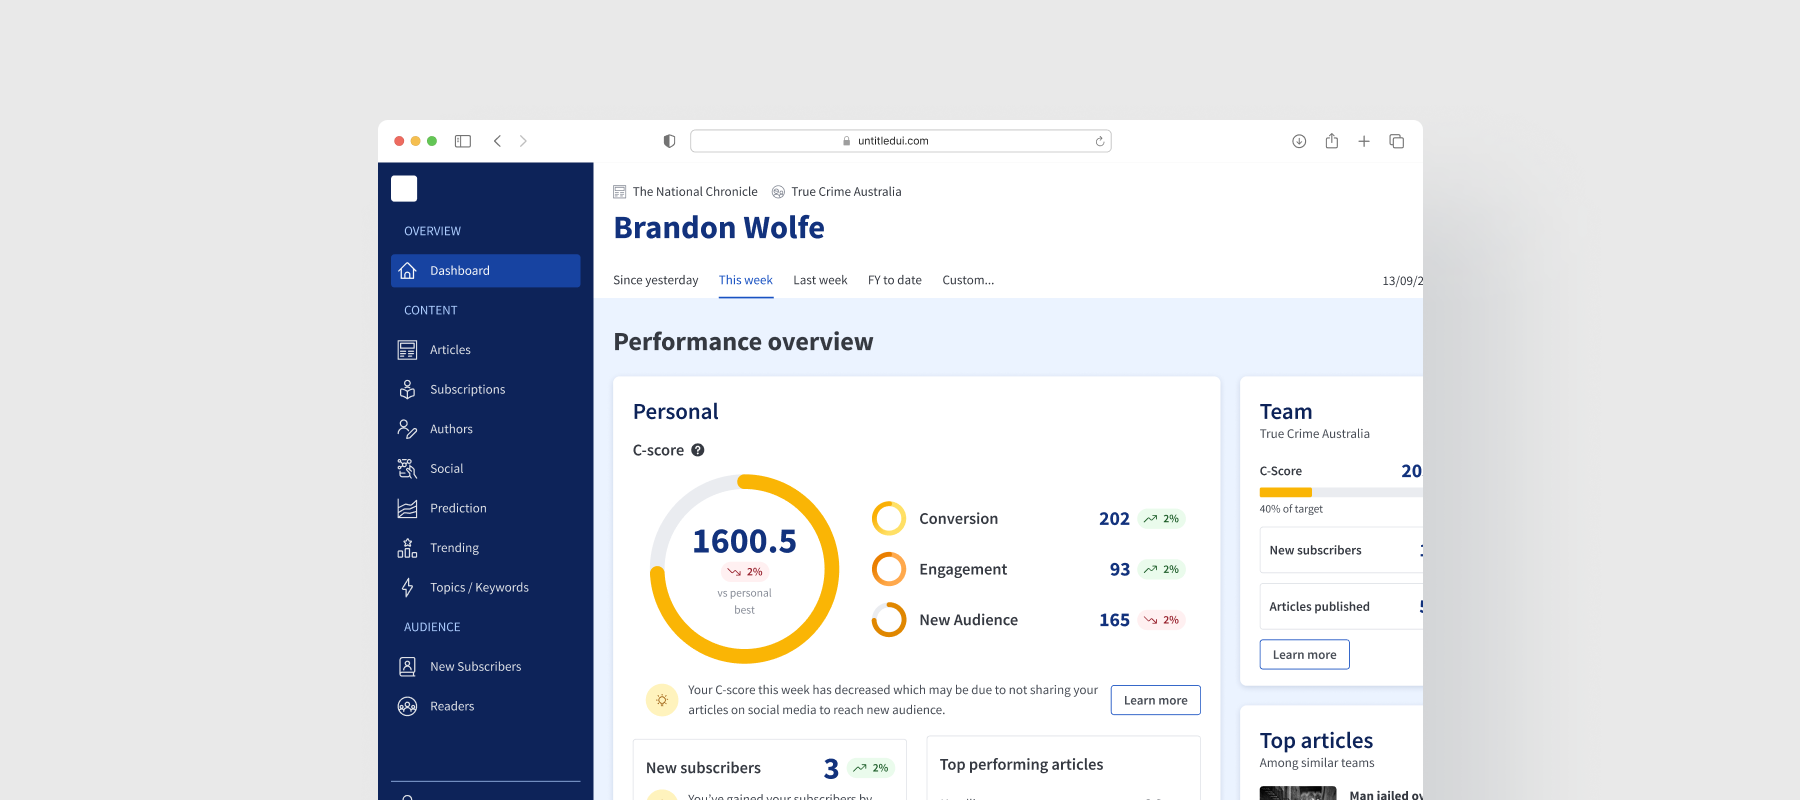 untitledui.com
OVERVIEW
Dashboard
CONTENT
Articles
Subscriptions
Authors
Social
Prediction
Trending
Topics / Keywords
AUDIENCE
New Subscribers
Readers
The National Chronicle True Crime Australia
Brandon Wolfe
Since yesterday This week Last week FY to date Custom... 13/09/2
Performance overview
Personal
C-score ?
1600.5
2%
vs personal
best
Conversion 202 2%
Engagement 93 2%
New Audience 165 2%
Your C-score this week has decreased which may be due to not sharing your
articles on social media to reach new audience.
Learn more
New subscribers 3 2%
You've gained your subscribers by
Top performing articles
Team
True Crime Australia
C-Score 20
40% of target
New subscribers
Articles published
Learn more
Top articles
Among similar teams
Man jailed